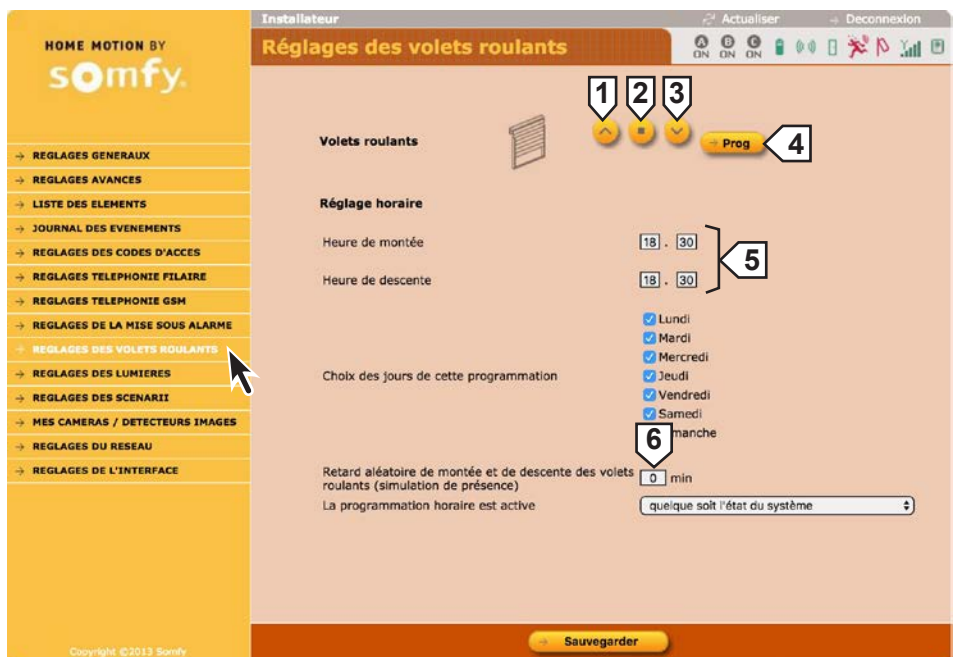 Installateur
Actualiser
Deconnexion
HOME MOTION BY
somfy.
Réglages des volets roulants
A ON
B ON
C ON
REGLAGES GENERAUX
REGLAGES AVANCES
LISTE DES ELEMENTS
JOURNAL DES EVENEMENTS
REGLAGES DES CODES D'ACCES
REGLAGES TELEPHONIE FILAIRE
REGLAGES TELEPHONIE GSM
REGLAGES DE LA MISE SOUS ALARME
REGLAGES DES VOLETS ROULANTS
REGLAGES DES LUMIERES
REGLAGES DES SCENARII
MES CAMERAS / DETECTEURS IMAGES
REGLAGES DU RESEAU
REGLAGES DE L'INTERFACE
Copyright ©2013 Somfy
1 2 3
Volets roulants
Prog 4
Réglage horaire
Heure de montée 18 . 30
5
Heure de descente 18 . 30
Lundi
Mardi
Mercredi
Choix des jours de cette programmation Jeudi
Vendredi
Samedi
manche
6
Retard aléatoire de montée et de descente des volets
roulants (simulation de présence) 0 min
La programmation horaire est active quelque soit l'état du système
Sauvegarder